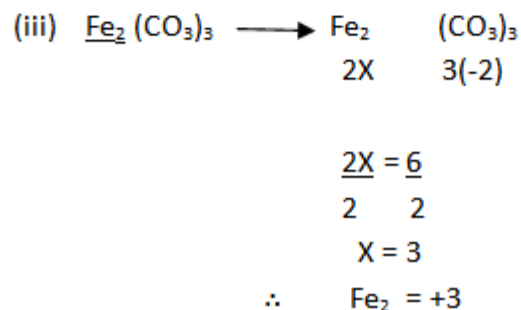 (iii) Fe₂ (CO₃)₃ ⟶ Fe₂ (CO₃)₃
2X 3(-2)
2X = 6
2 2
X = 3
∴ Fe₂ = +3